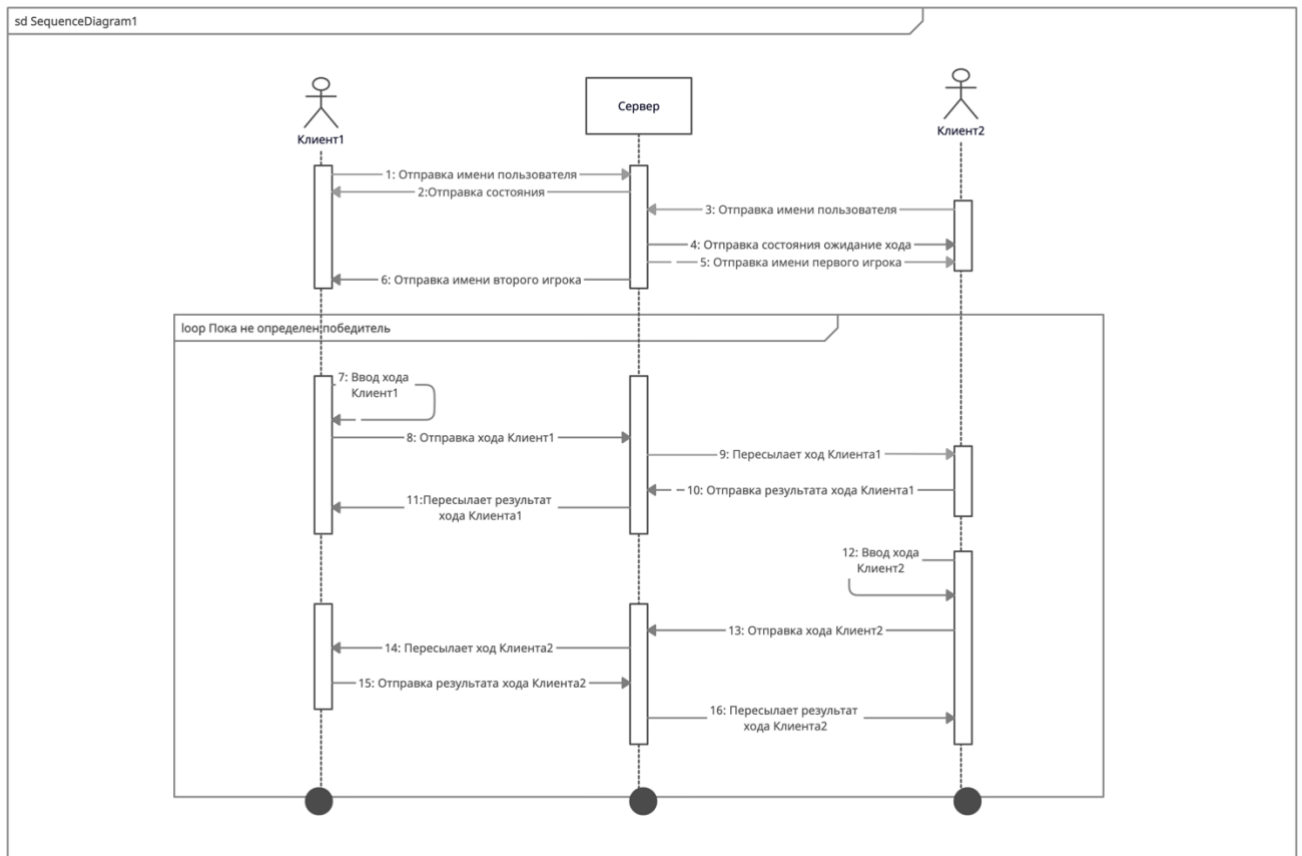 sd SequenceDiagram1
Клиент1
Сервер
Клиент2
1: Отправка имени пользователя
2:Отправка состояния
3: Отправка имени пользователя
4: Отправка состояния ожидание хода
5: Отправка имени первого игрока
6: Отправка имени второго игрока
loop Пока не определен победитель
7: Ввод хода
Клиент1
8: Отправка хода Клиент1
9: Пересылает ход Клиента1
10: Отправка результата хода Клиента1
11:Пересылает результат
хода Клиента1
12: Ввод хода
Клиент2
13: Отправка хода Клиент2
14: Пересылает ход Клиента2
15: Отправка результата хода Клиента2
16: Пересылает результат
хода Клиента2